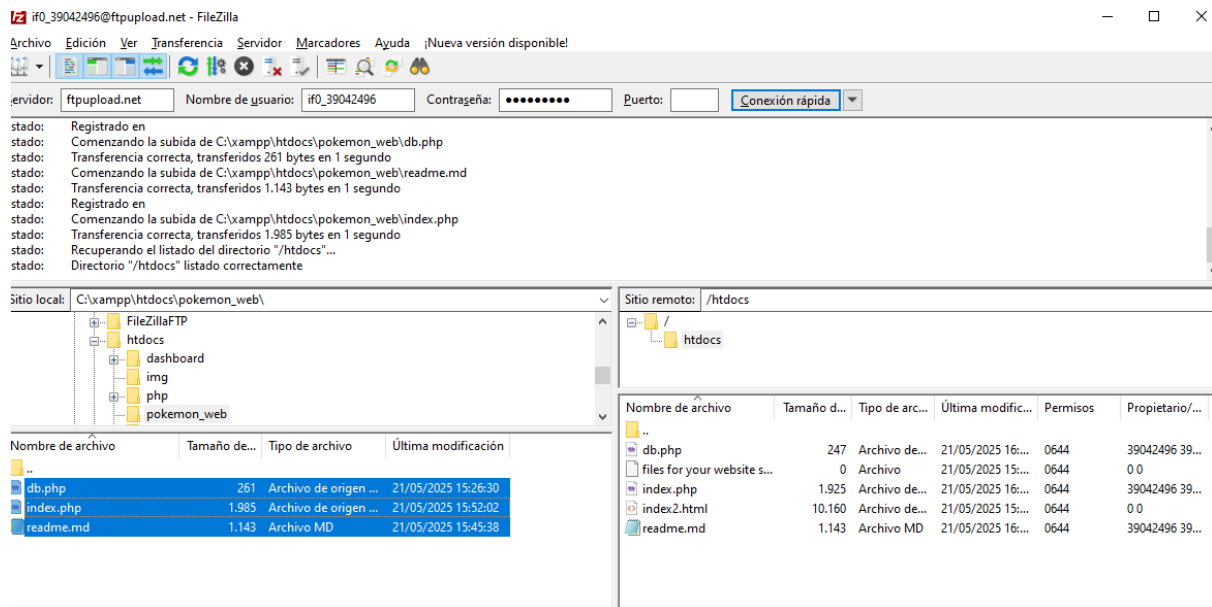 if0_39042496@ftpupload.net - FileZilla
Archivo Edición Ver Transferencia Servidor Marcadores Ayuda ¡Nueva versión disponible!
ervidor: ftpupload.net Nombre de usuario: if0_39042496 Contraseña: ●●●●●●●●● Puerto: Conexión rápida
stado: Registrado en
stado: Comenzando la subida de C:\xampp\htdocs\pokemon_web\db.php
stado: Transferencia correcta, transferidos 261 bytes en 1 segundo
stado: Comenzando la subida de C:\xampp\htdocs\pokemon_web\readme.md
stado: Transferencia correcta, transferidos 1.143 bytes en 1 segundo
stado: Registrado en
stado: Comenzando la subida de C:\xampp\htdocs\pokemon_web\index.php
stado: Transferencia correcta, transferidos 1.985 bytes en 1 segundo
stado: Recuperando el listado del directorio "/htdocs"...
stado: Directorio "/htdocs" listado correctamente
Sitio local: C:\xampp\htdocs\pokemon_web\
FileZillaFTP
htdocs
dashboard
img
php
pokemon_web
Nombre de archivo Tamaño de... Tipo de archivo Última modificación
..
db.php 261 Archivo de origen ... 21/05/2025 15:26:30
index.php 1.985 Archivo de origen ... 21/05/2025 15:52:02
readme.md 1.143 Archivo MD 21/05/2025 15:45:38
Sitio remoto: /htdocs
/
htdocs
Nombre de archivo Tamaño d... Tipo de arc... Última modific... Permisos Propietario/...
..
db.php 247 Archivo de... 21/05/2025 16:... 0644 39042496 39...
files for your website s... 0 Archivo 21/05/2025 15:... 0644 0 0
index.php 1.925 Archivo de... 21/05/2025 16:... 0644 39042496 39...
index2.html 10.160 Archivo de... 21/05/2025 15:... 0644 0 0
readme.md 1.143 Archivo MD 21/05/2025 16:... 0644 39042496 39...